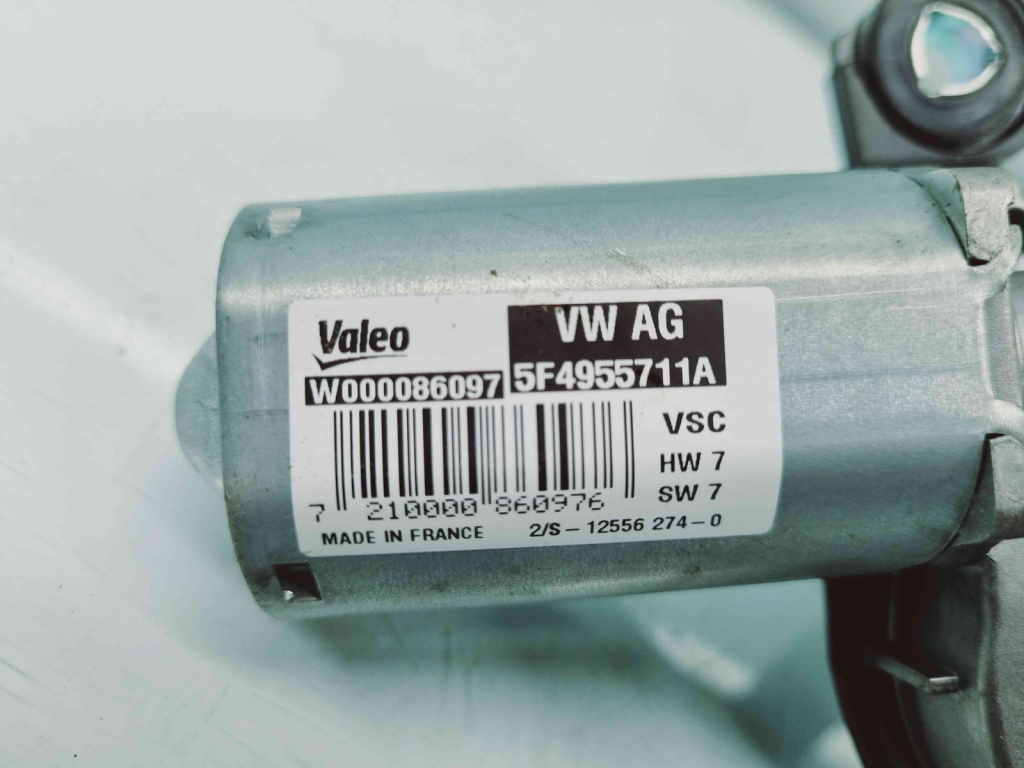 Valeo
VW AG
W000086097
5F4955711A
VSC
HW 7
SW 7
7 210000 860976
MADE IN FRANCE 2/S-12556 274-0